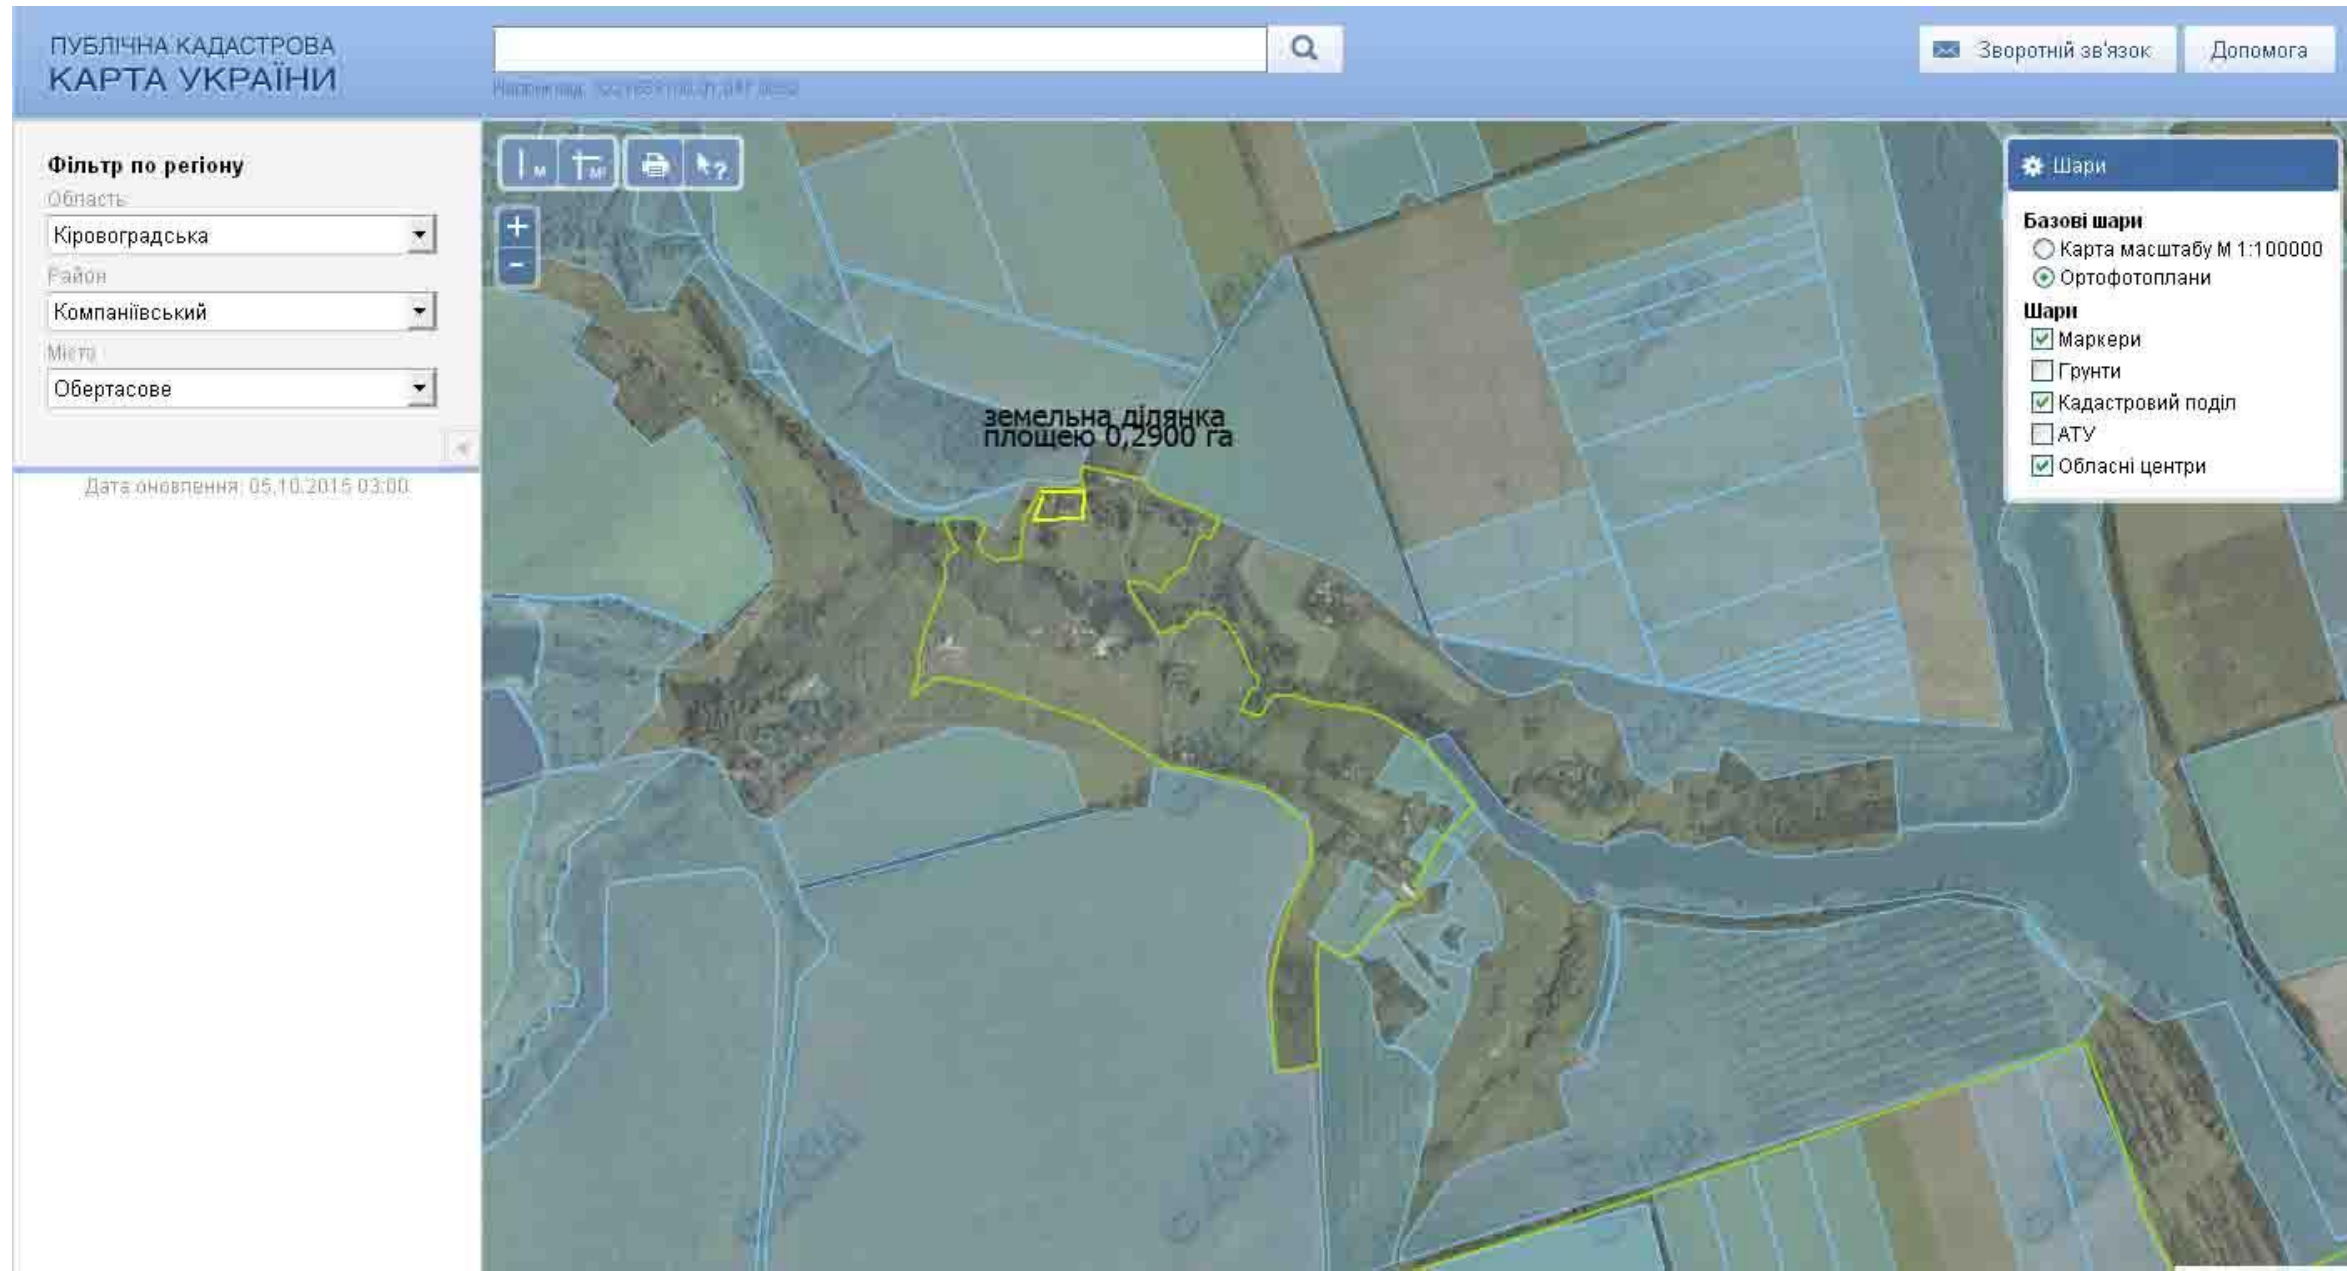 ПУБЛІЧНА КАДАСТРОВА
КАРТА УКРАЇНИ
Зворотній зв'язок
Допомога
Фільтр по регіону
Область
Кіровоградська
Район
Компаніївський
Місто
Обертасове
Дата оновлення: 05.10.2015 03:00
м
м²
?
+
-
земельна ділянка
площею 0,2900 га
Шари
Базові шари
Карта масштабу М 1:100000
Ортофотоплани
Шари
Маркери
Грунти
Кадастровий поділ
АТУ
Обласні центри